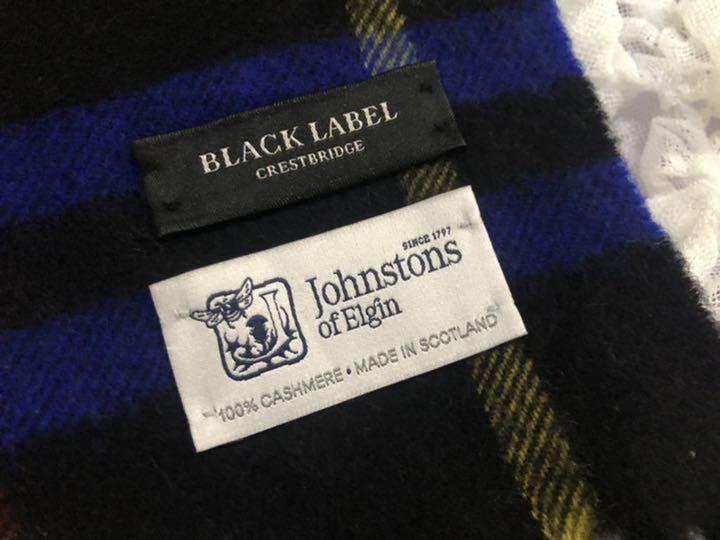 BLACK LABEL
CRESTBRIDGE
SINCE 1797
Johnstons
of Elgin
100% CASHMERE • MADE IN SCOTLAND